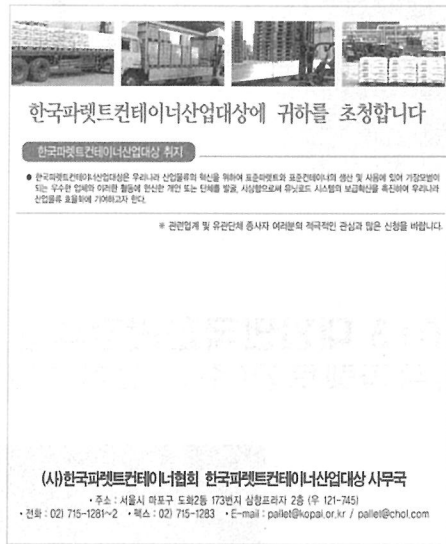 한국파렛트컨테이너산업대상에 귀하를 초청합니다
한국파렛트컨테이너산업대상 취지
● 한국파렛트컨테이너산업대상은 우리나라 산업물류의 혁신을 위하여 표준파렛트와 표준컨테이너의 생산 및 사용에 있어 가장모범이
되는 우수한 업체와 이러한 활동에 헌신한 개인 또는 단체를 발굴, 시상함으로써 유닛로드 시스템의 보급확산을 촉진하여 우리나라
산업물류 효율화에 기여하고자 한다.
※ 관련업계 및 유관단체 종사자 여러분의 적극적인 관심과 많은 신청을 바랍니다.
(사)한국파렛트컨테이너협회 한국파렛트컨테이너산업대상 사무국
• 주소 : 서울시 마포구 도화2동 173번지 삼창프라자 2층 (우 121-745)
• 전화 : 02) 715-1281~2 • 팩스 : 02) 715-1283 • E-mail : pallet@kopal.or.kr / pallet@chol.com